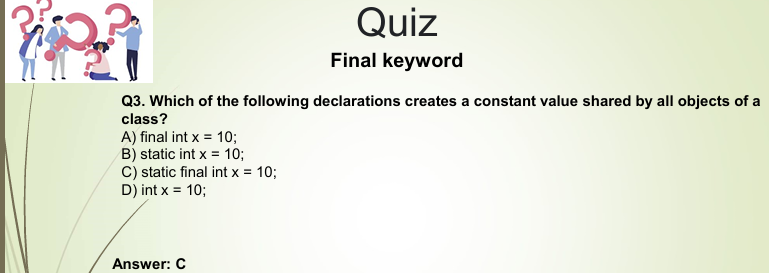 Quiz
Final keyword
Q3. Which of the following declarations creates a constant value shared by all objects of a
class?
A) final int x = 10;
B) static int x = 10;
C) static final int x = 10;
D) int x = 10;
Answer: C